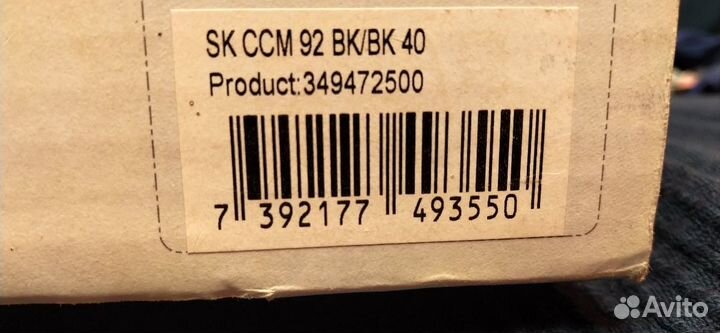 SK CCM 92 BK/BK 40
Product:349472500
7 392177 493550
Avito